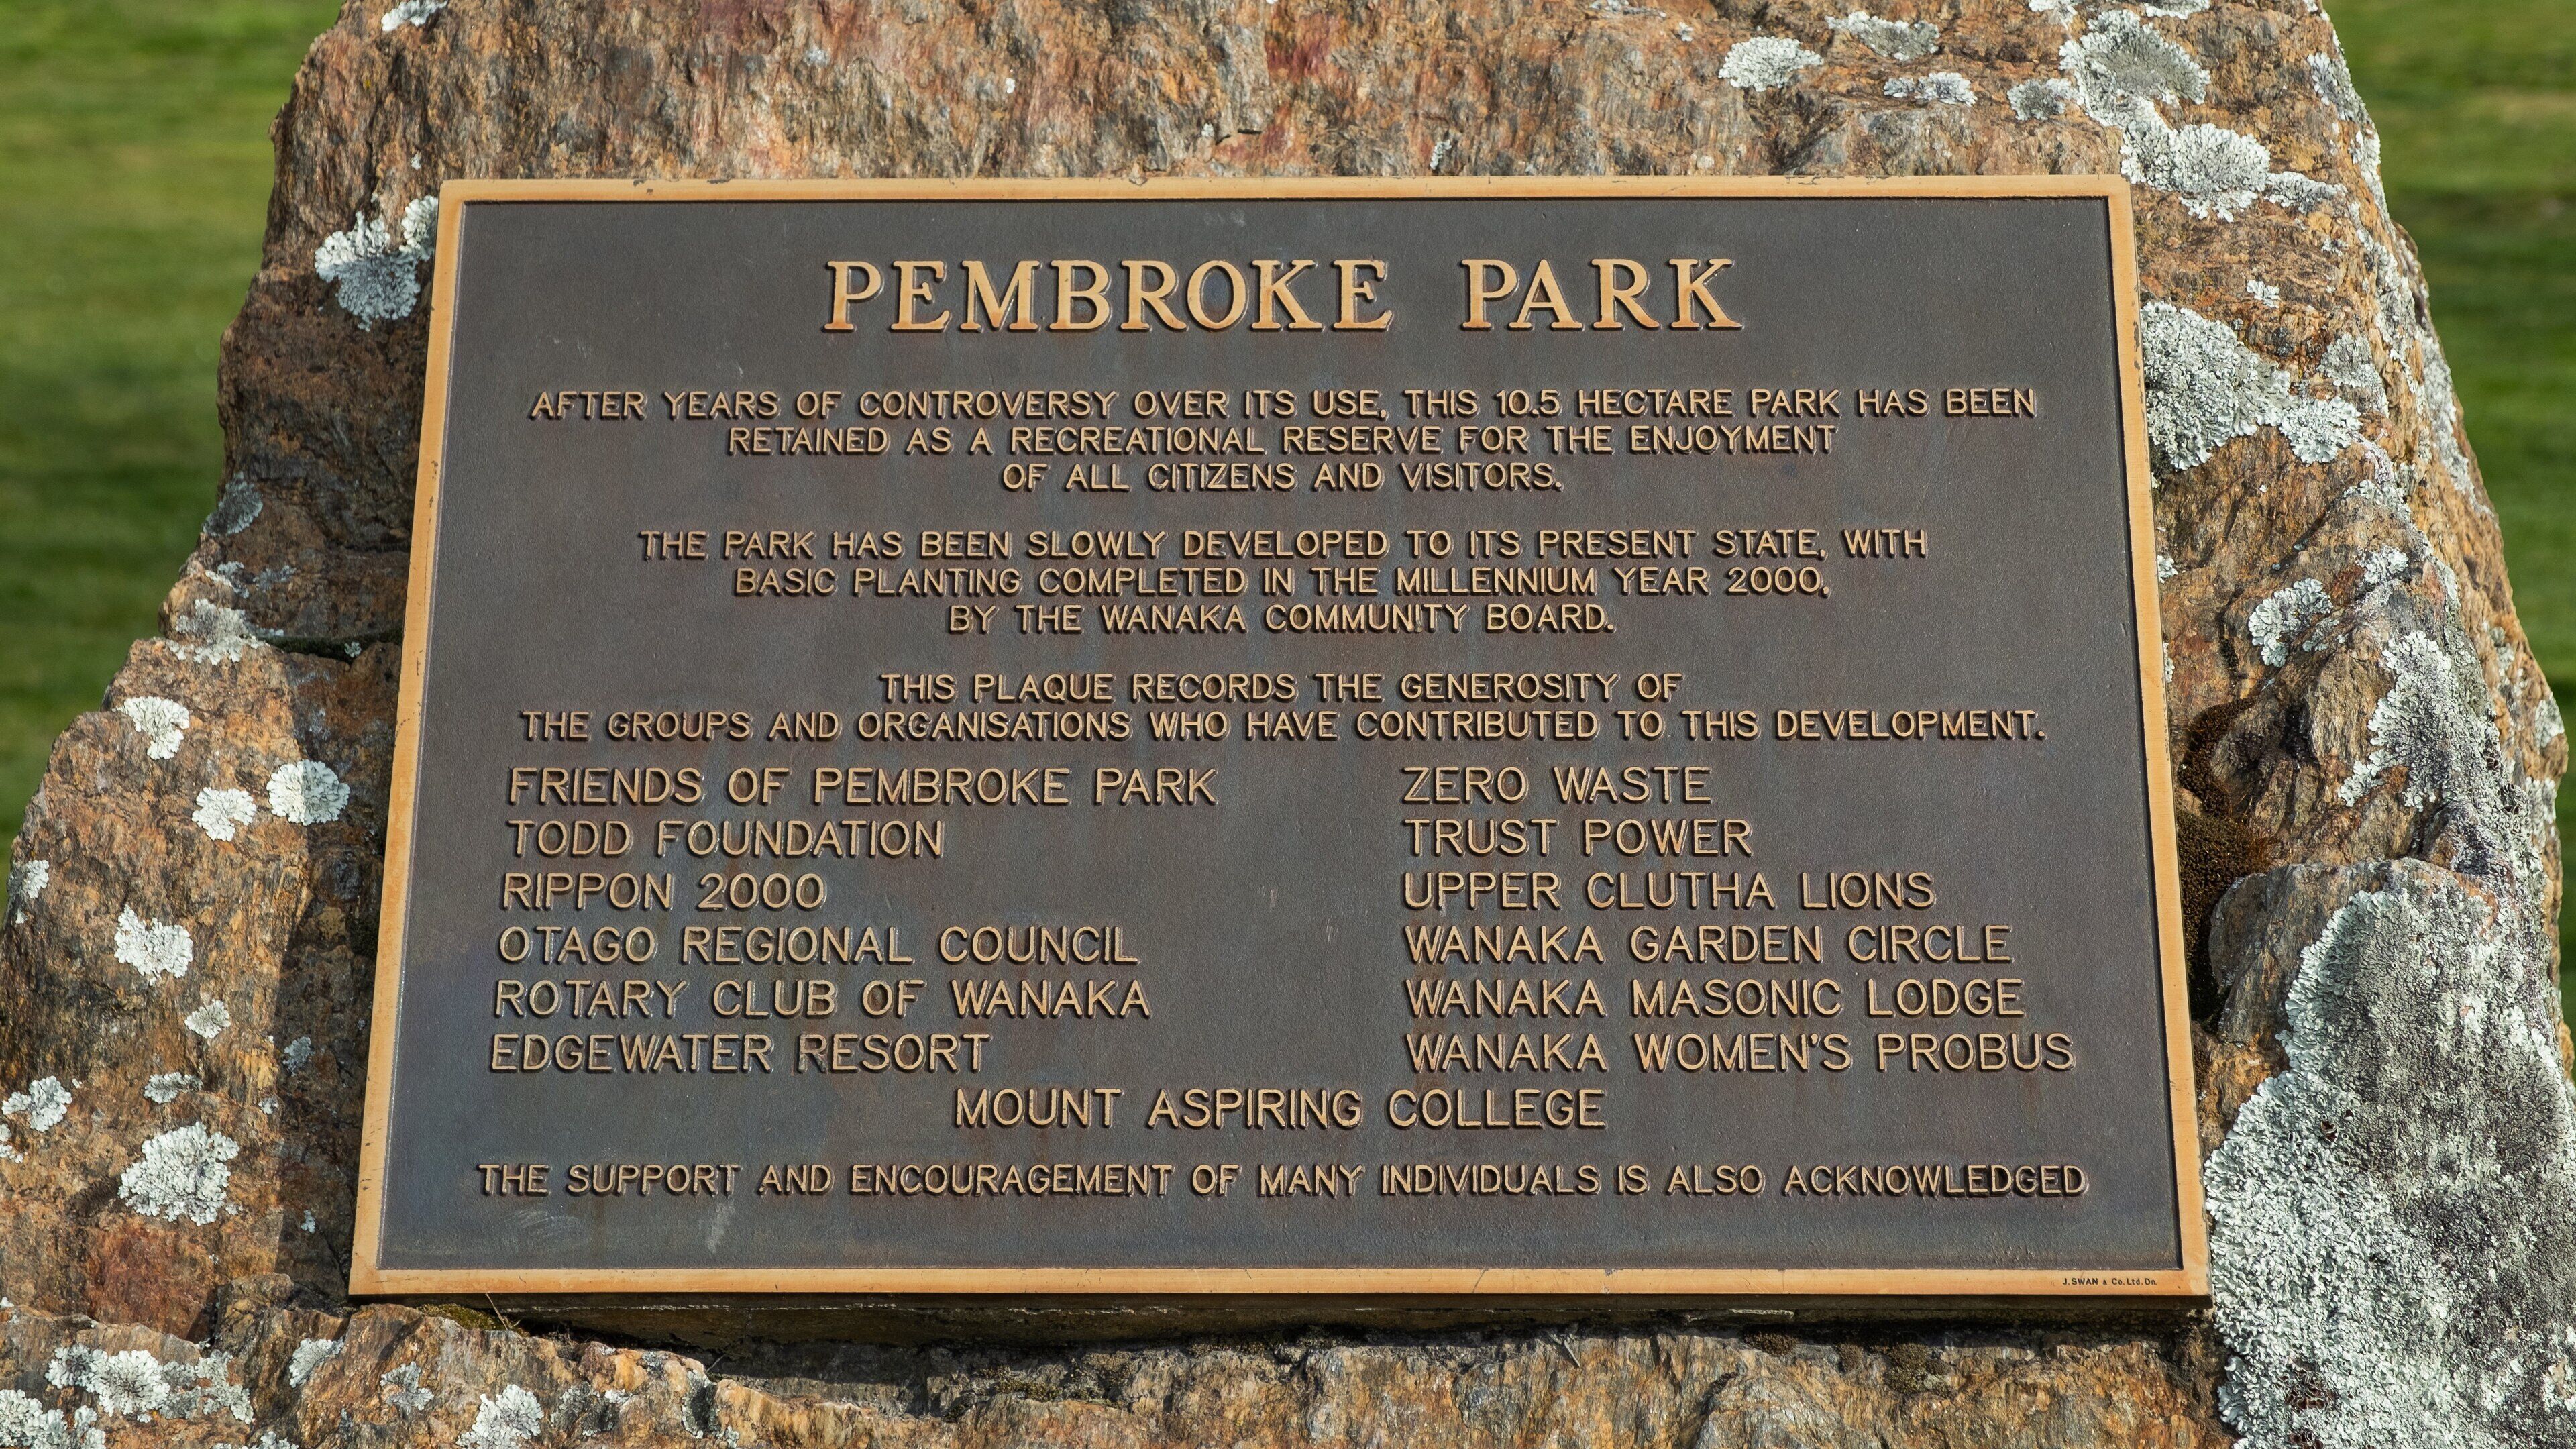 PEMBROKE PARK
AFTER YEARS OF CONTROVERSY OVER ITS USE, THIS 10.5 HECTARE PARK HAS BEEN
RETAINED AS A RECREATIONAL RESERVE FOR THE ENJOYMENT
OF ALL CITIZENS AND VISITORS.
THE PARK HAS BEEN SLOWLY DEVELOPED TO ITS PRESENT STATE, WITH
BASIC PLANTING COMPLETED IN THE MILLENNIUM YEAR 2000,
BY THE WANAKA COMMUNITY BOARD.
THIS PLAQUE RECORDS THE GENEROSITY OF
THE GROUPS AND ORGANISATIONS WHO HAVE CONTRIBUTED TO THIS DEVELOPMENT.
FRIENDS OF PEMBROKE PARK
TODD FOUNDATION
RIPPON 2000
OTAGO REGIONAL COUNCIL
ROTARY CLUB OF WANAKA
EDGEWATER RESORT
ZERO WASTE
TRUST POWER
UPPER CLUTHA LIONS
WANAKA GARDEN CIRCLE
WANAKA MASONIC LODGE
WANAKA WOMEN'S PROBUS
MOUNT ASPIRING COLLEGE
THE SUPPORT AND ENCOURAGEMENT OF MANY INDIVIDUALS IS ALSO ACKNOWLEDGED
J. SWAN & Co. Ltd. Dn.